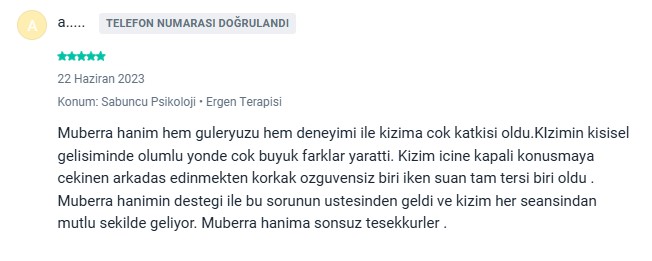 A
a..... TELEFON NUMARASI DOĞRULANDI
22 Haziran 2023
Konum: Sabuncu Psikoloji • Ergen Terapisi
Muberra hanim hem guleryuzu hem deneyimi ile kizima cok katkisi oldu.KIzimin kisisel
gelisiminde olumlu yonde cok buyuk farklar yaratti. Kizim icine kapali konusmaya
cekinen arkadas edinmekten korkak ozguvensiz biri iken suan tam tersi biri oldu .
Muberra hanimin destegi ile bu sorunun ustesinden geldi ve kizim her seansindan
mutlu sekilde geliyor. Muberra hanima sonsuz tesekkurler .